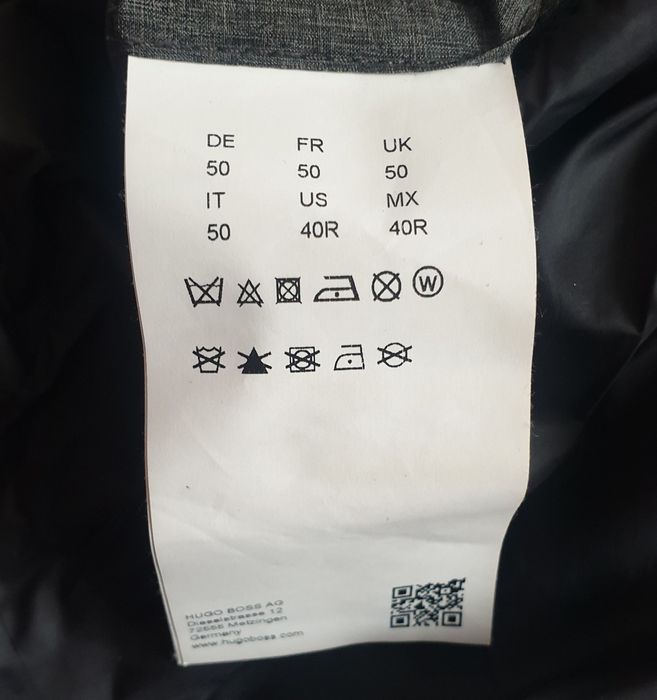 DE FR UK
50 50 50
IT US MX
50 40R 40R
W
HUGO BOSS AG
Dieselstrasse 12
72555 Metzingen
Germany
www.hugoboss.com